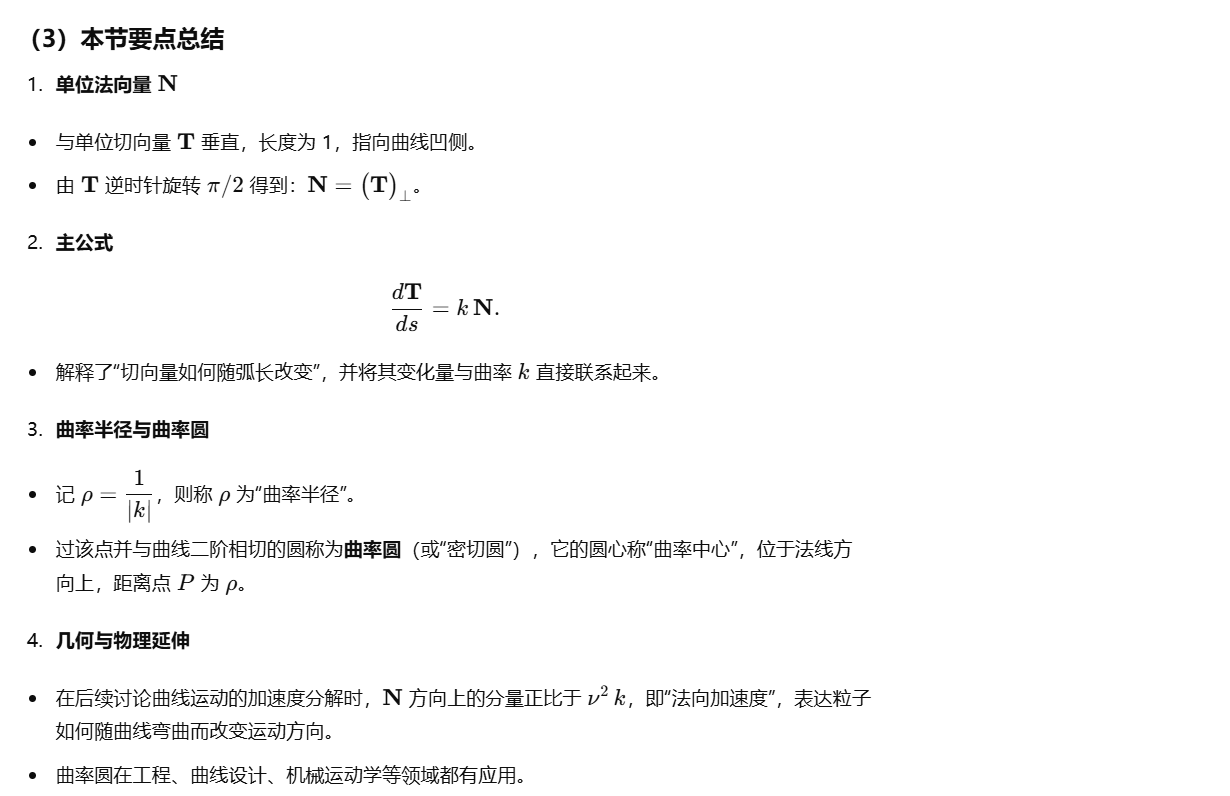 （3）本节要点总结
1. 单位法向量 N
• 与单位切向量 T 垂直，长度为 1，指向曲线凹侧。
• 由 T 逆时针旋转 π/2 得到：N = (T)⊥。
2. 主公式
dT/ds = k N.
• 解释了“切向量如何随弧长改变”，并将其变化量与曲率 k 直接联系起来。
3. 曲率半径与曲率圆
• 记 ρ = 1/|k|，则称 ρ 为“曲率半径”。
• 过该点并与曲线二阶相切的圆称为曲率圆（或“密切圆”），它的圆心称“曲率中心”，位于法线方
向上，距离点 P 为 ρ。
4. 几何与物理延伸
• 在后续讨论曲线运动的加速度分解时，N 方向上的分量正比于 ν² k，即“法向加速度”，表达粒子
如何随曲线弯曲而改变运动方向。
• 曲率圆在工程、曲线设计、机械运动学等领域都有应用。